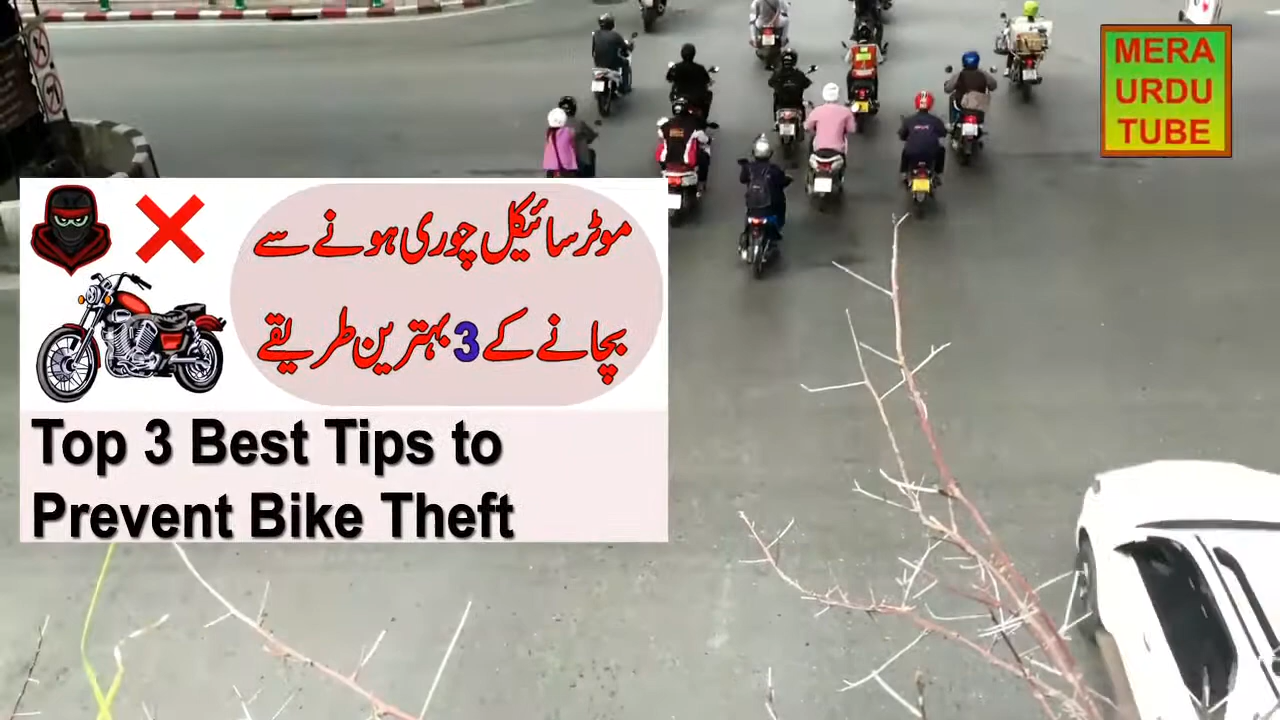 موٹرسائیکل چوری ہونے سے
بچانے کے 3 بہترین طریقے
Top 3 Best Tips to
Prevent Bike Theft
MERA
URDU
TUBE